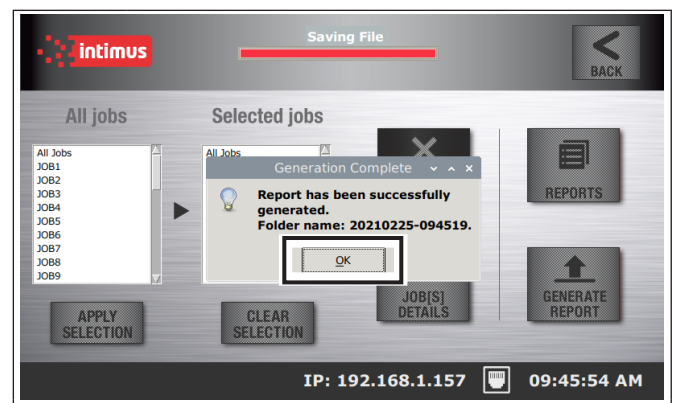 intimus
Saving File
BACK
All jobs
Selected jobs
All Jobs
JOB1
JOB2
JOB3
JOB4
JOB5
JOB6
JOB7
JOB8
JOB9
All Jobs
Generation Complete
Report has been successfully
generated.
Folder name: 20210225-094519.
OK
REPORTS
JOB[S]
DETAILS
GENERATE
REPORT
APPLY
SELECTION
CLEAR
SELECTION
IP: 192.168.1.157
09:45:54 AM